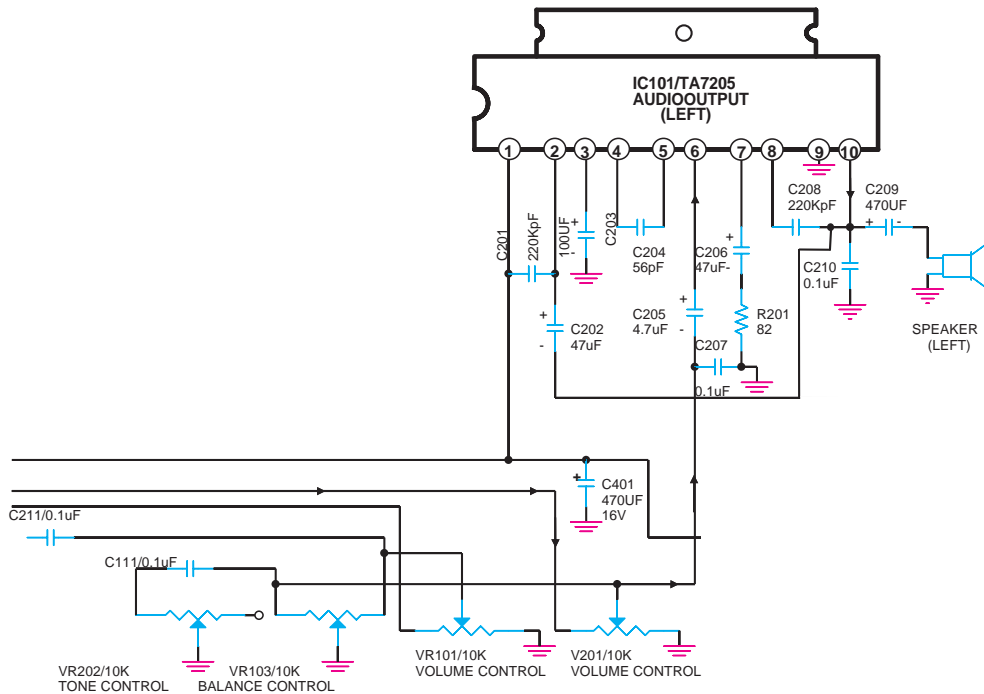 IC101/TA7205
AUDIOOUTPUT
(LEFT)
1 2 3 4 5 6 7 8 9 10
C201
220KpF
100UF
+
-
C203
C204
56pF
+
C206
47uF-
C208
220KpF
C209
470UF
+ -
C210
0.1uF
+
-
C202
47uF
C205
4.7uF
+
-
R201
82
C207
0.1uF
SPEAKER
(LEFT)
+
C401
470UF
16V
C211/0.1uF
C111/0.1uF
VR202/10K
TONE CONTROL
VR103/10K
BALANCE CONTROL
VR101/10K
VOLUME CONTROL
V201/10K
VOLUME CONTROL